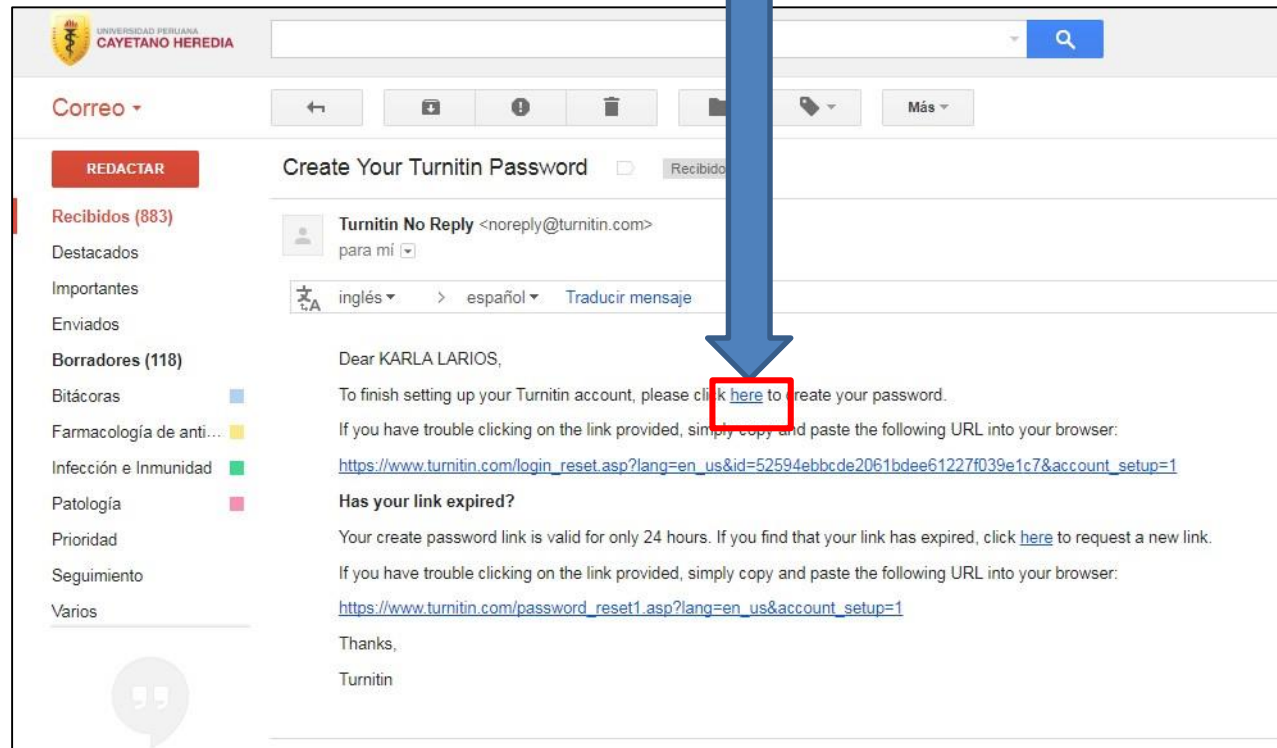 UNIVERSIDAD PERUANA
CAYETANO HEREDIA
Correo
Más
REDACTAR
Create Your Turnitin Password
Recibido
Recibidos (883)
Destacados
Importantes
Enviados
Borradores (118)
Bitácoras
Farmacología de anti...
Infección e Inmunidad
Patología
Prioridad
Seguimiento
Varios
Turnitin No Reply <noreply@turnitin.com>
para mí
inglés > español Traducir mensaje
Dear KARLA LARIOS,
To finish setting up your Turnitin account, please click here to create your password.
If you have trouble clicking on the link provided, simply copy and paste the following URL into your browser:
https://www.turnitin.com/login_reset.asp?lang=en_us&id=52594ebbcde2061bdee61227f039e1c7&account_setup=1
Has your link expired?
Your create password link is valid for only 24 hours. If you find that your link has expired, click here to request a new link.
If you have trouble clicking on the link provided, simply copy and paste the following URL into your browser:
https://www.turnitin.com/password_reset1.asp?lang=en_us&account_setup=1
Thanks,
Turnitin